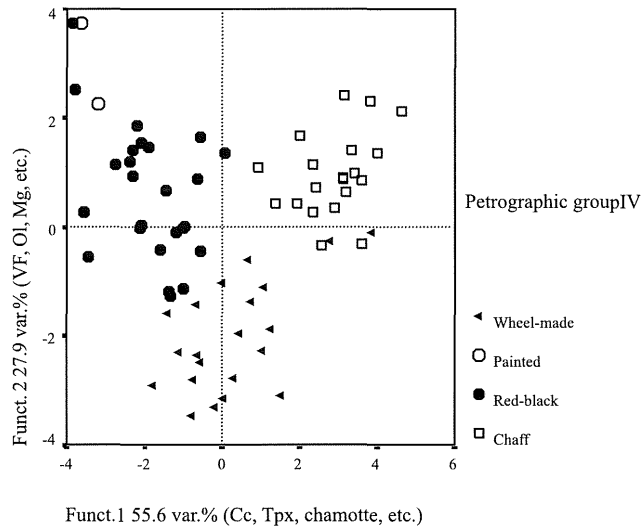 4
2
0
-2
-4
-4
-2
0
2
4
6
Funct. 2 27.9 var.% (VF, Ol, Mg, etc.)
Funct.1 55.6 var.% (Cc, Tpx, chamotte, etc.)
Petrographic groupIV
Wheel-made
Painted
Red-black
Chaff